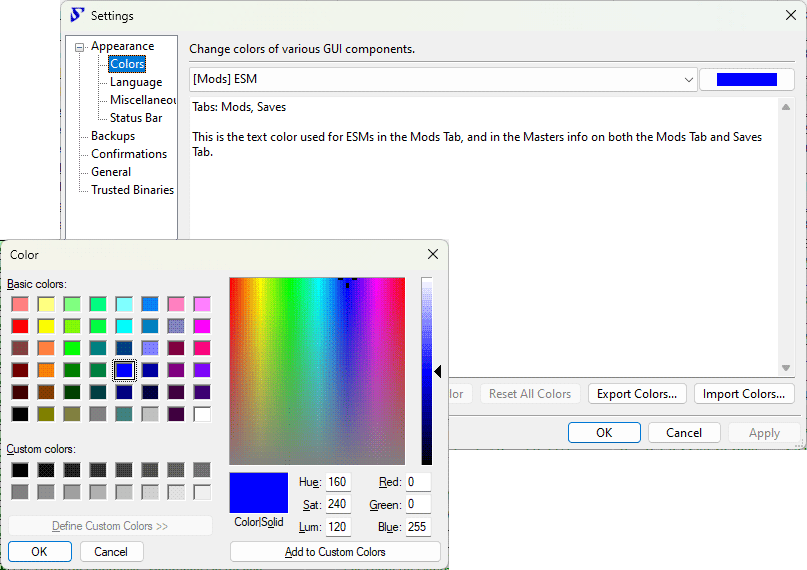 Settings
Appearance
Colors
Language
Miscellaneou
Status Bar
Backups
Confirmations
General
Trusted Binaries
Change colors of various GUI components.
[Mods] ESM
Tabs: Mods, Saves
This is the text color used for ESMs in the Mods Tab, and in the Masters info on both the Mods Tab and Saves
Tab.
lor
Reset All Colors
Export Colors...
Import Colors...
OK
Cancel
Apply
Color
Basic colors:
Custom colors:
Define Custom Colors >>
OK
Cancel
Color|Solid
Hue: 160
Sat: 240
Lum: 120
Red: 0
Green: 0
Blue: 255
Add to Custom Colors